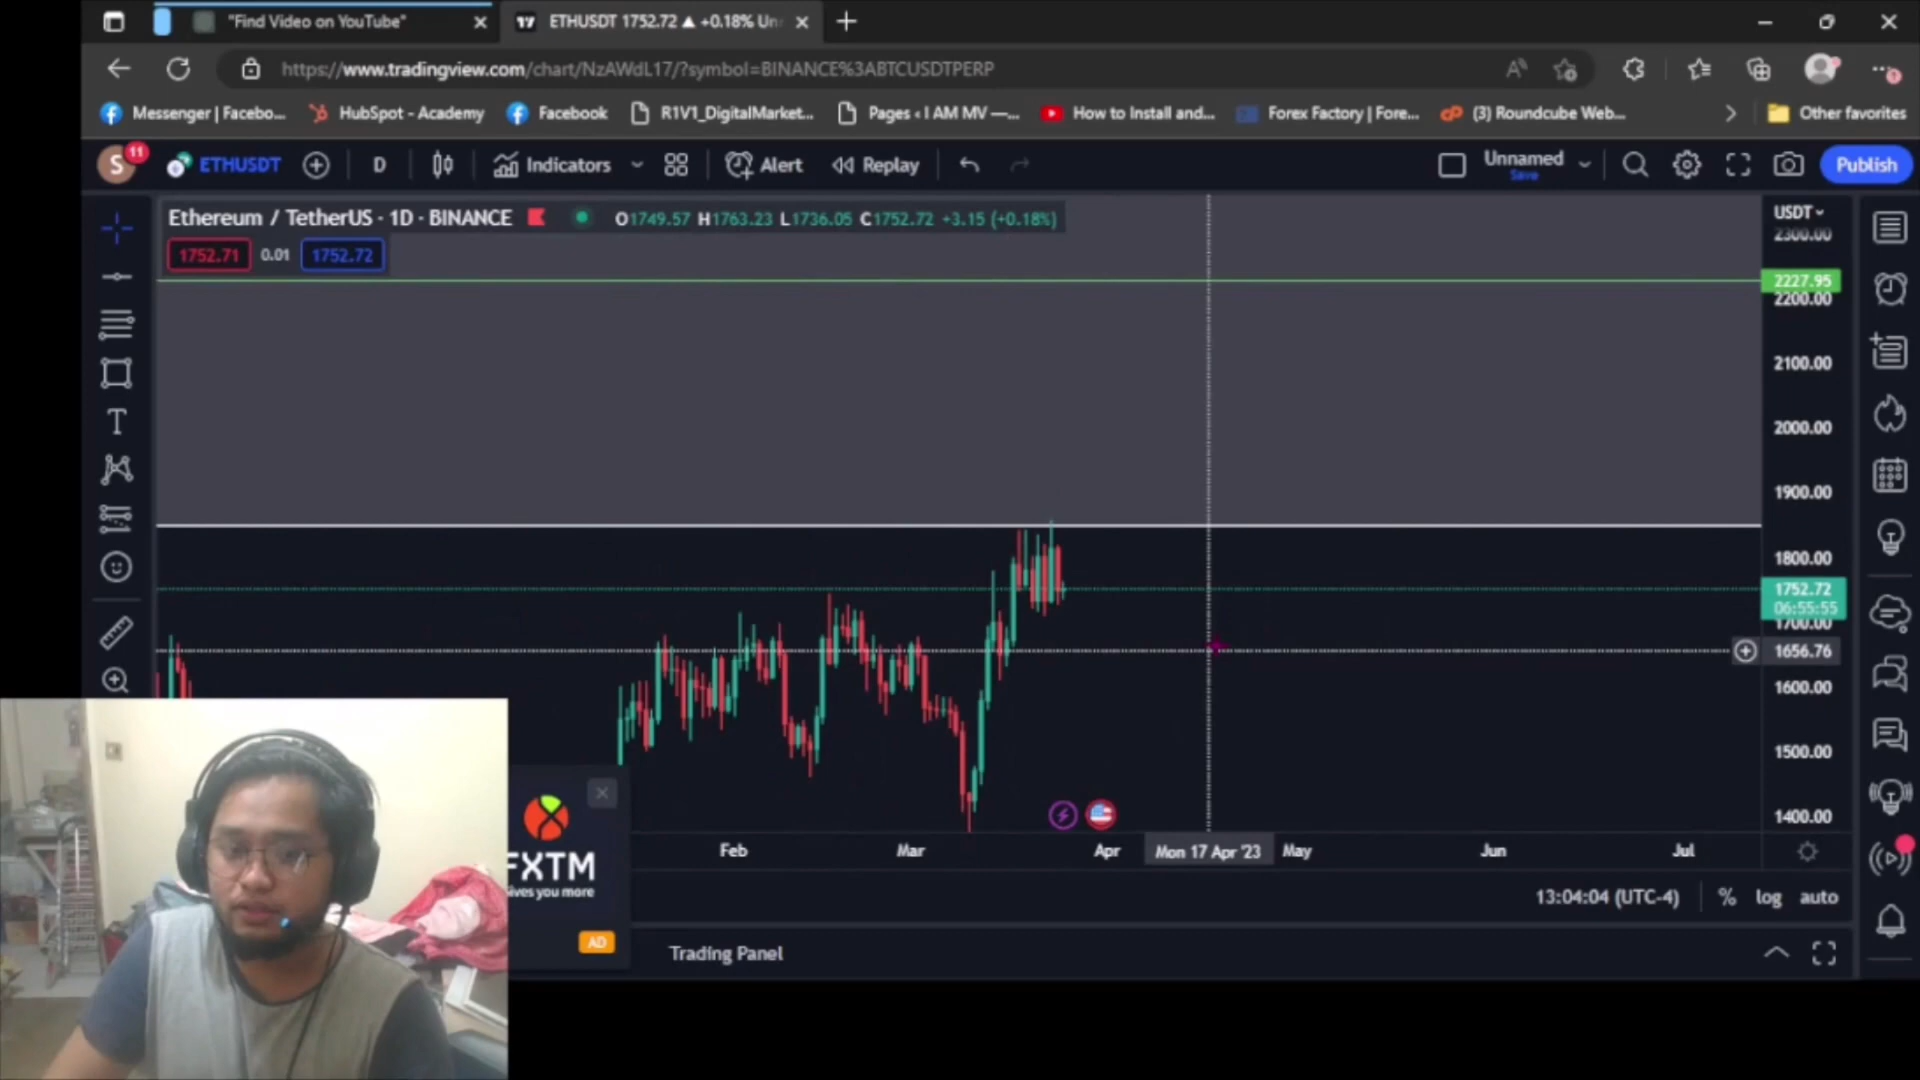 "Find Video on YouTube"
ETHUSDT 1752.72 ▲ +0.18% Un
https://www.tradingview.com/chart/NzAWdL17/?symbol=BINANCE%3ABTCUSDTPERP
Messenger | Facebo...
HubSpot - Academy
Facebook
R1V1_DigitalMarket...
Pages ‹ I AM MV —...
How to Install and...
Forex Factory | Fore...
(3) Roundcube Web...
Other favorites
S
11
ETHUSDT
D
Indicators
Alert
Replay
Unnamed
Save
Publish
Ethereum / TetherUS · 1D · BINANCE
O1749.57 H1763.23 L1736.05 C1752.72 +3.15 (+0.18%)
1752.71
0.01
1752.72
USDT
2300.00
2227.95
2200.00
2100.00
2000.00
1900.00
1800.00
1752.72
06:55:55
1700.00
1656.76
1600.00
1500.00
1400.00
Feb
Mar
Apr
Mon 17 Apr '23
May
Jun
Jul
FXTM
gives you more
AD
13:04:04 (UTC-4)
%
log
auto
Trading Panel